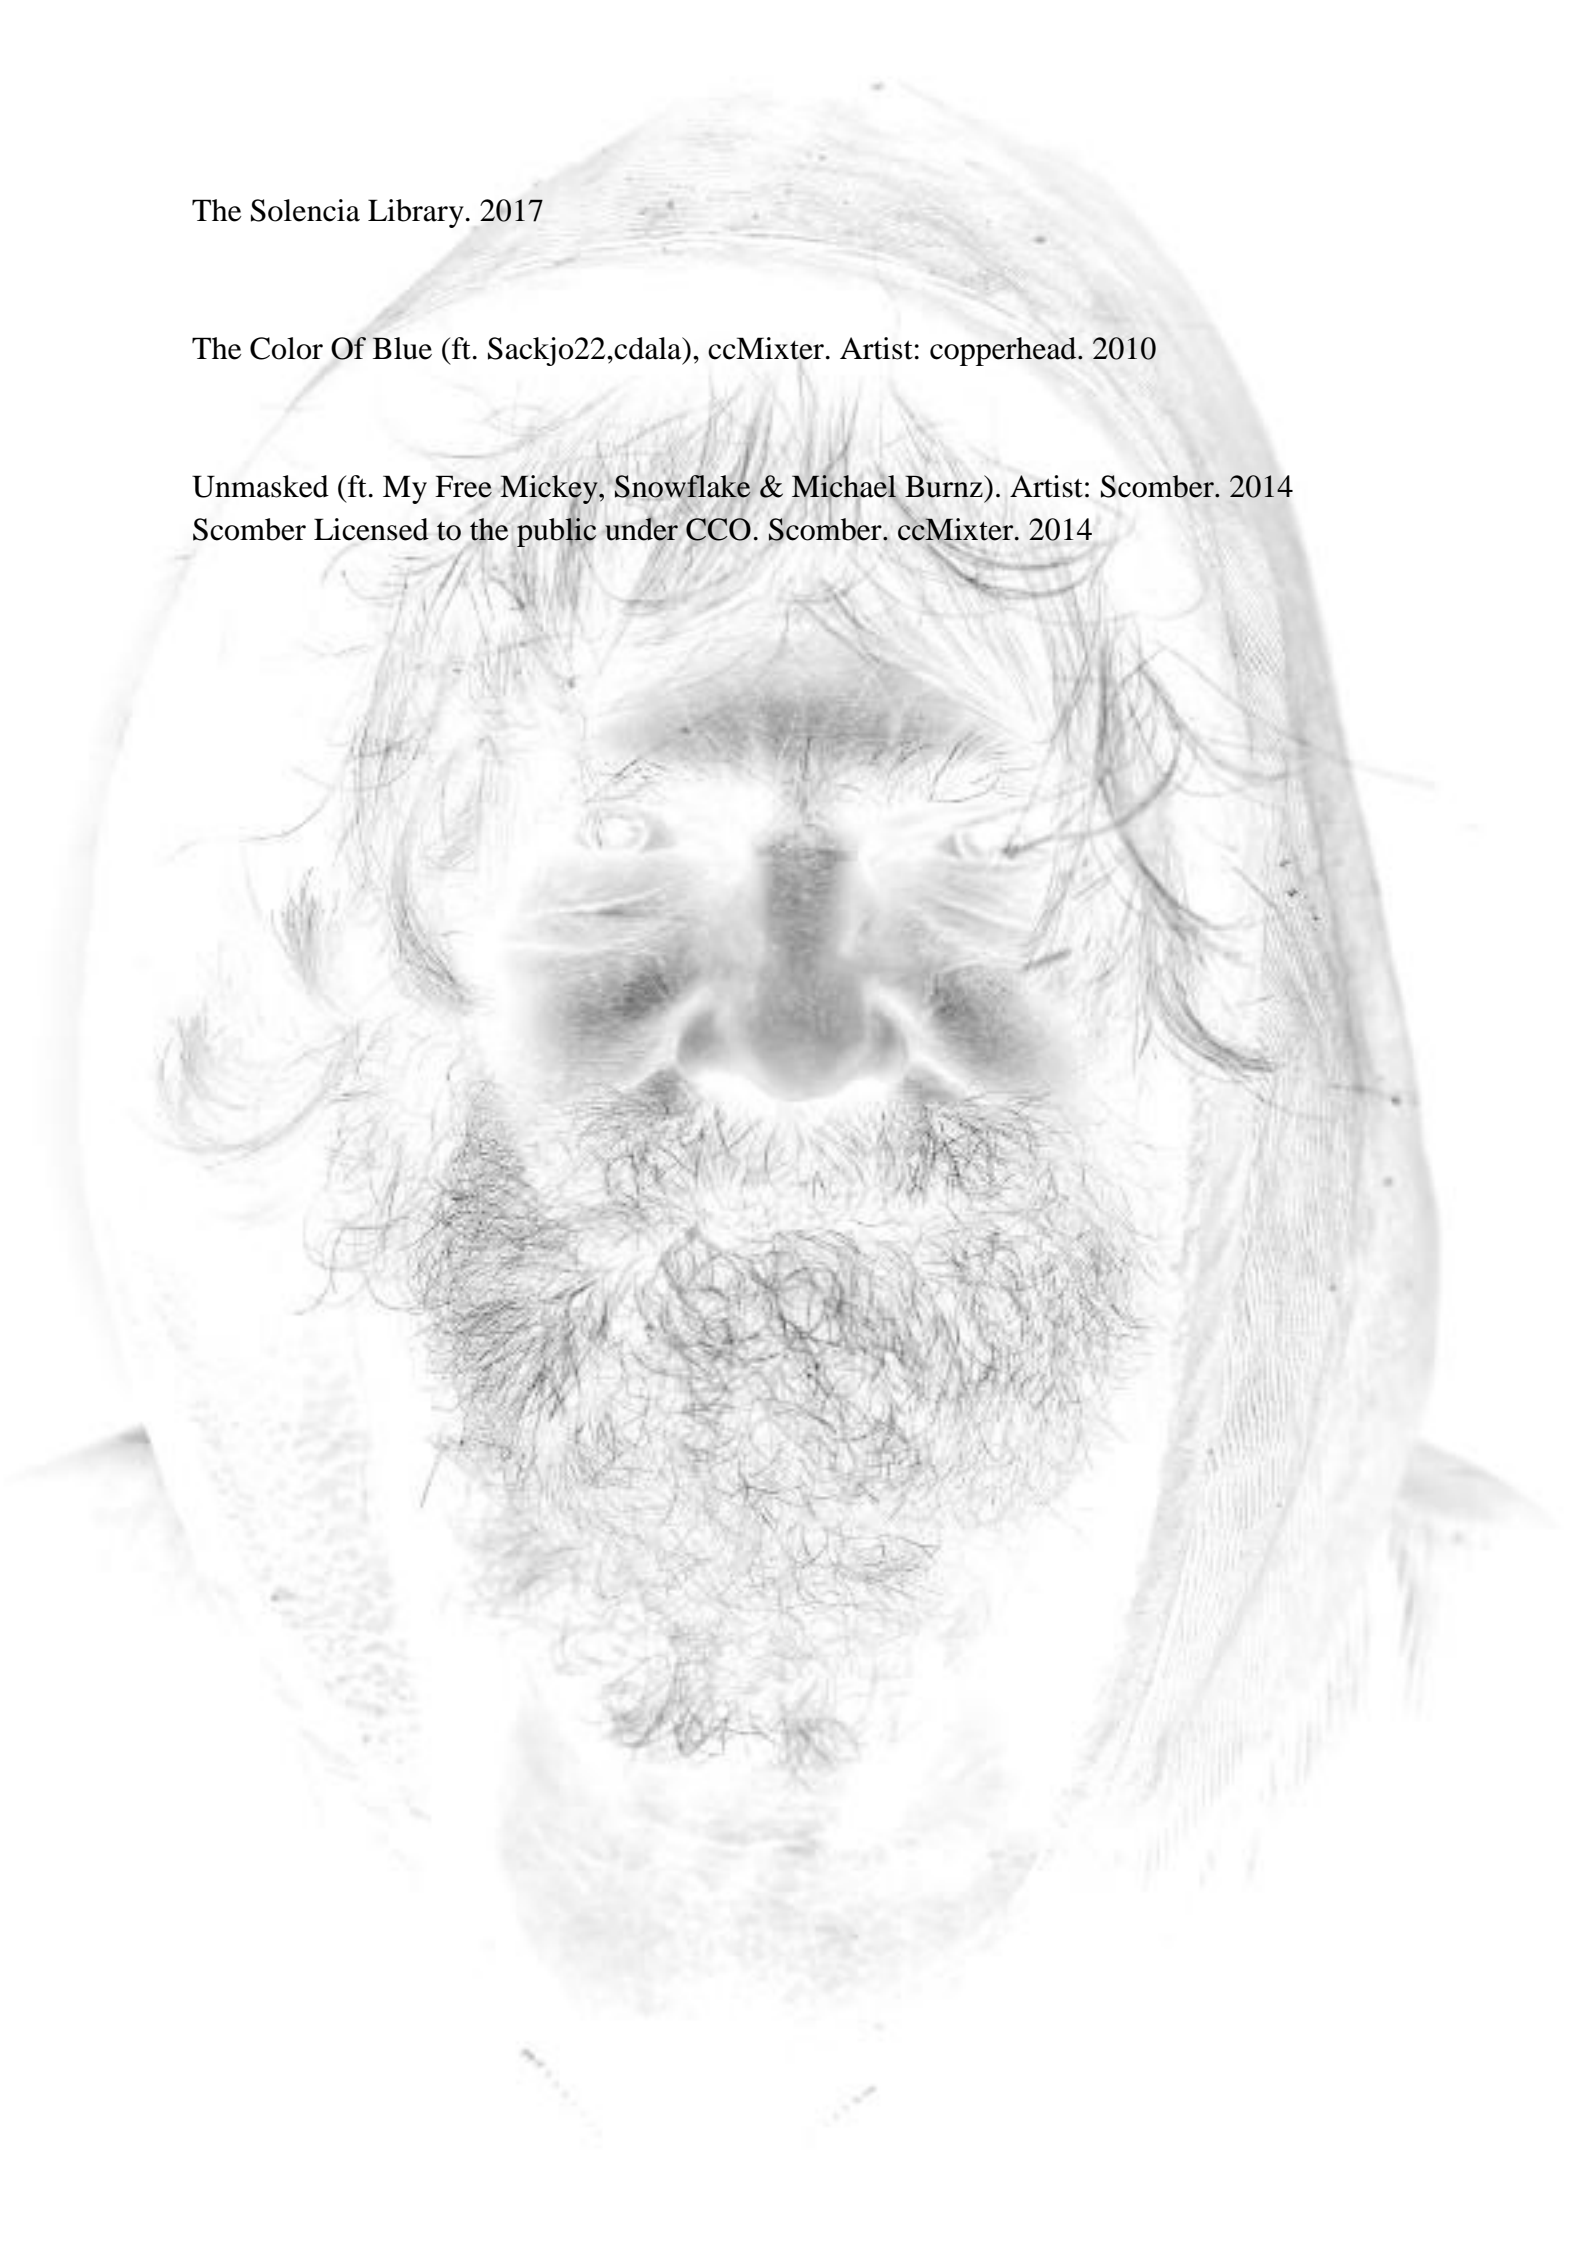 The Solencia Library. 2017
The Color Of Blue (ft. Sackjo22,cdala), ccMixter. Artist: copperhead. 2010
Unmasked (ft. My Free Mickey, Snowflake & Michael Burnz). Artist: Scomber. 2014
Scomber Licensed to the public under CCO. Scomber. ccMixter. 2014